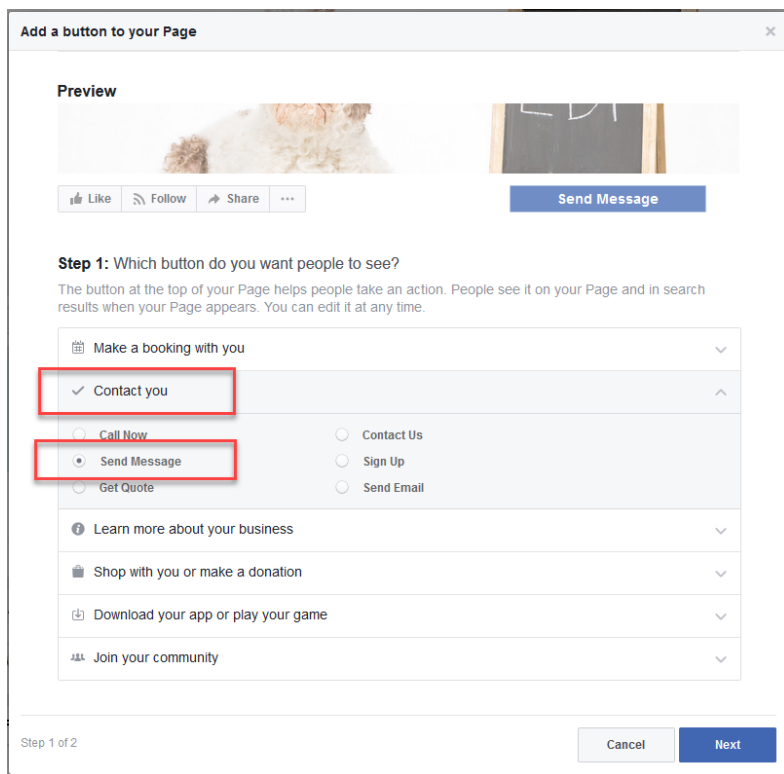 Add a button to your Page
Preview
Like Follow Share
Send Message
Step 1: Which button do you want people to see?
The button at the top of your Page helps people take an action. People see it on your Page and in search
results when your Page appears. You can edit it at any time.
Make a booking with you
Contact you
Call Now Contact Us
Send Message Sign Up
Get Quote Send Email
Learn more about your business
Shop with you or make a donation
Download your app or play your game
Join your community
Step 1 of 2
Cancel Next